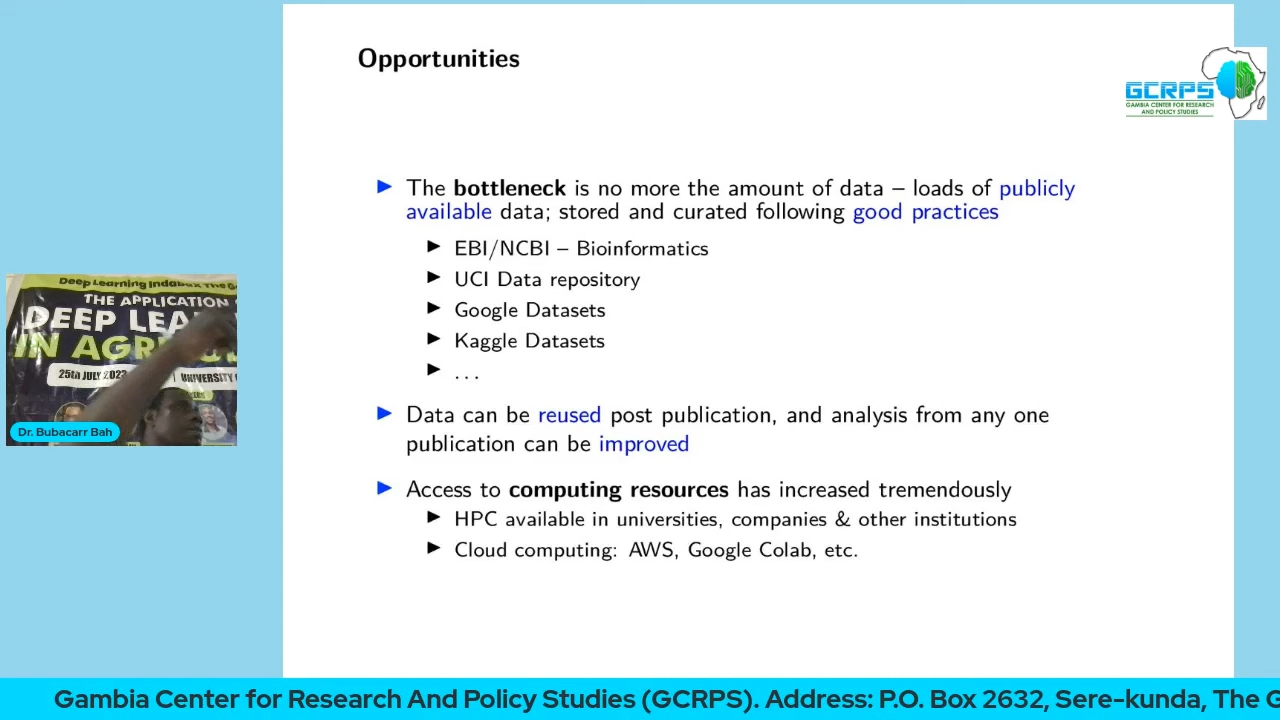 Opportunities
GCRPS
GAMBIA CENTER FOR RESEARCH
AND POLICY STUDIES
The bottleneck is no more the amount of data – loads of publicly
available data; stored and curated following good practices
EBI/NCBI – Bioinformatics
UCI Data repository
Google Datasets
Kaggle Datasets
...
Data can be reused post publication, and analysis from any one
publication can be improved
Access to computing resources has increased tremendously
HPC available in universities, companies & other institutions
Cloud computing: AWS, Google Colab, etc.
Deep Learning Indabax The G
THE APPLICATION
DEEP LEA
IN AGR
25th JULY 2023
UNIVERSITY
Dr. Bubacarr Bah
Gambia Center for Research And Policy Studies (GCRPS). Address: P.O. Box 2632, Sere-kunda, The G